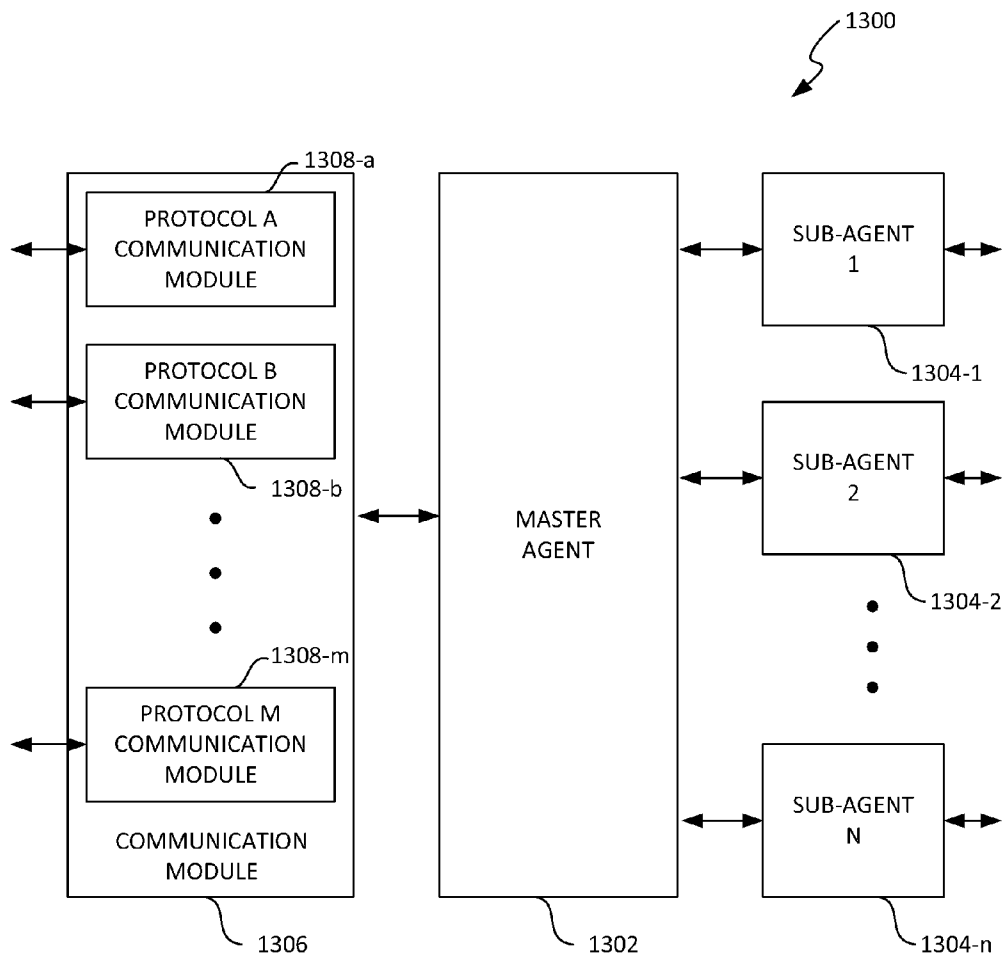 1300
1308-a
PROTOCOL A
COMMUNICATION
MODULE
PROTOCOL B
COMMUNICATION
MODULE
1308-b
1308-m
PROTOCOL M
COMMUNICATION
MODULE
COMMUNICATION
MODULE
1306
MASTER
AGENT
1302
SUB-AGENT
1
1304-1
SUB-AGENT
2
1304-2
SUB-AGENT
N
1304-n